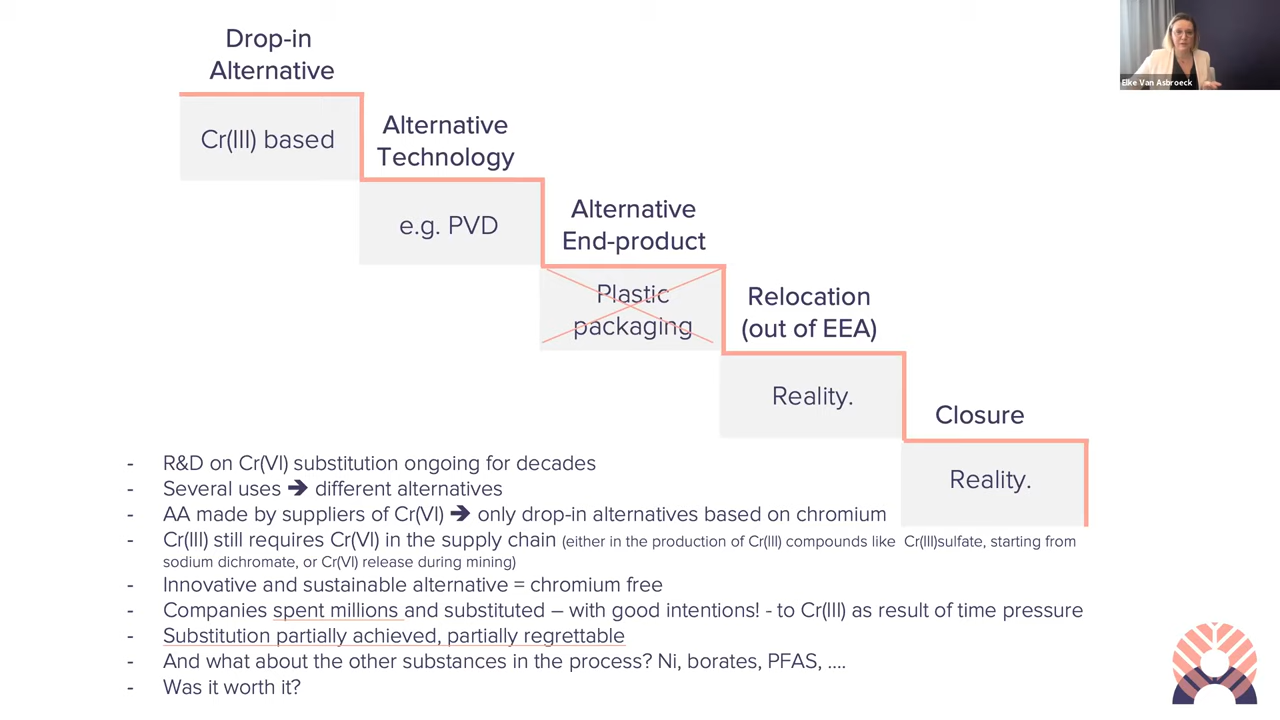 Drop-in
Alternative
Elke Van Asbroeck
Cr(III) based
Alternative
Technology
e.g. PVD
Alternative
End-product
Plastic
packaging
Relocation
(out of EEA)
Reality.
Closure
Reality.
- R&D on Cr(VI) substitution ongoing for decades
- Several uses ➔ different alternatives
- AA made by suppliers of Cr(VI) ➔ only drop-in alternatives based on chromium
- Cr(III) still requires Cr(VI) in the supply chain (either in the production of Cr(III) compounds like Cr(III)sulfate, starting from
sodium dichromate, or Cr(VI) release during mining)
- Innovative and sustainable alternative = chromium free
- Companies spent millions and substituted – with good intentions! - to Cr(III) as result of time pressure
- Substitution partially achieved, partially regrettable
- And what about the other substances in the process? Ni, borates, PFAS, ....
- Was it worth it?